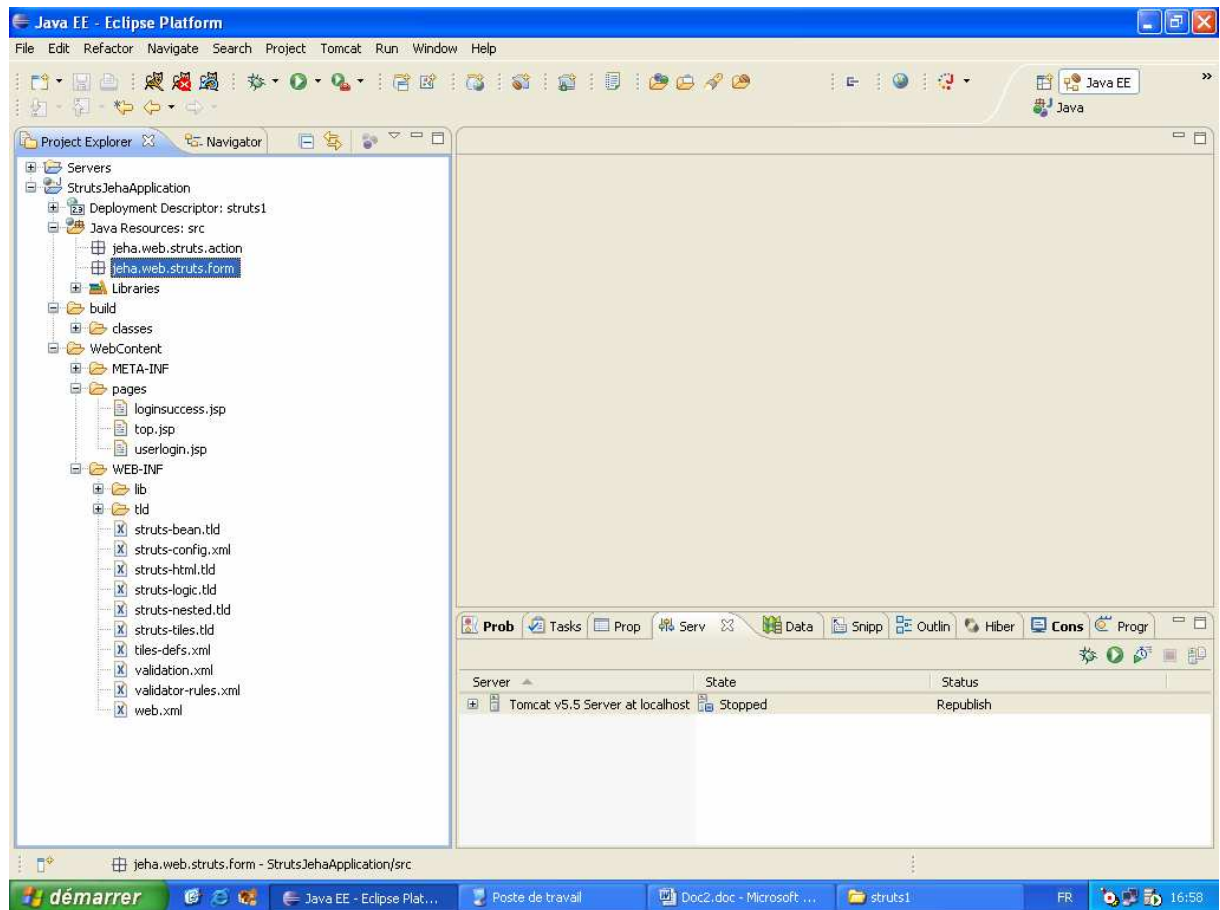 Java EE - Eclipse Platform
File Edit Refactor Navigate Search Project Tomcat Run Window Help
Java EE
»
Java
Project Explorer
Navigator
Servers
StrutsJehaApplication
Deployment Descriptor: struts1
Java Resources: src
jeha.web.struts.action
jeha.web.struts.form
Libraries
build
classes
WebContent
META-INF
pages
loginsuccess.jsp
top.jsp
userlogin.jsp
WEB-INF
lib
tld
struts-bean.tld
struts-config.xml
struts-html.tld
struts-logic.tld
struts-nested.tld
struts-tiles.tld
tiles-defs.xml
validation.xml
validator-rules.xml
web.xml
Prob Tasks Prop Serv Data Snipp Outlin Hiber Cons Progr
Server State Status
Tomcat v5.5 Server at localhost Stopped Republish
jeha.web.struts.form - StrutsJehaApplication/src
démarrer Java EE - Eclipse Plat... Poste de travail Doc2.doc - Microsoft ... struts1 FR 16:58